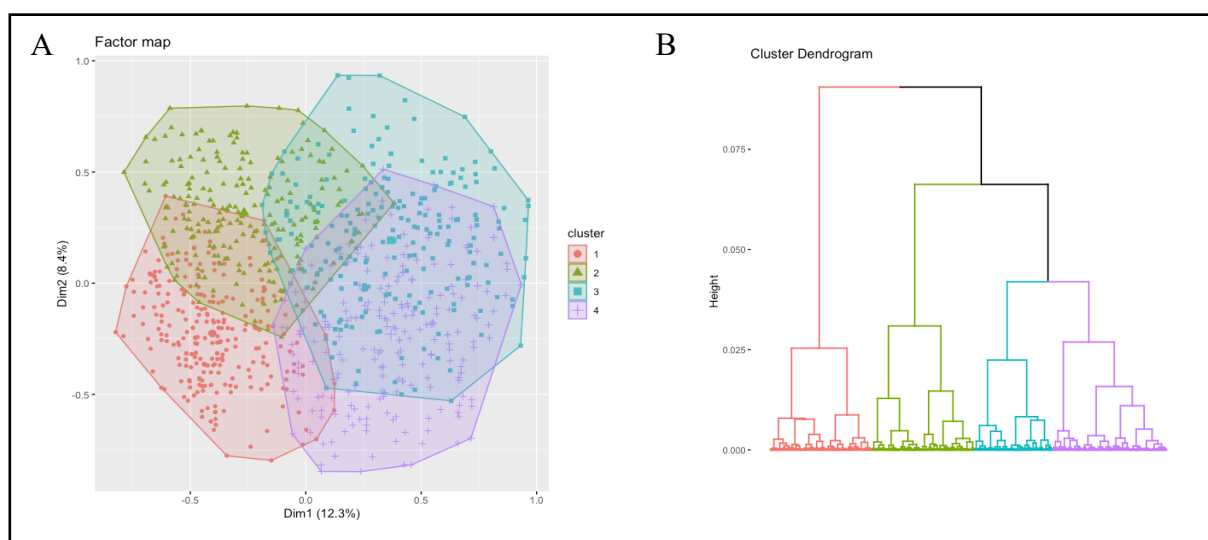 A
Factor map
1.0
0.5
0.0
-0.5
Dim2 (8.4%)
-0.5
0.0
0.5
1.0
Dim1 (12.3%)
cluster
1
2
3
4
B
Cluster Dendrogram
0.075
0.050
0.025
0.000
Height